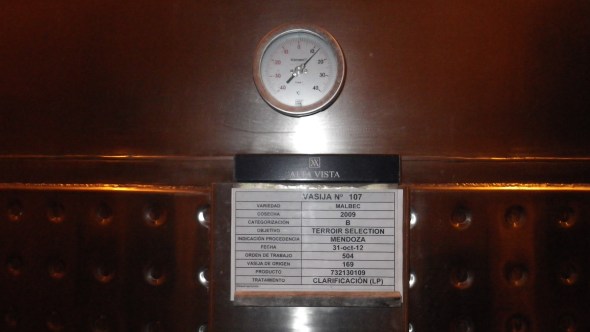 ALTA VISTA
VASIJA N° 107
VARIEDAD MALBEC
COSECHA 2009
CATEGORIZACIÓN B
OBJETIVO TERROIR SELECTION
INDICACIÓN PROCEDENCIA MENDOZA
FECHA 31-oct-12
ORDEN DE TRABAJO 504
VASIJA DE ORIGEN 169
PRODUCTO 732130109
TRATAMIENTO CLARIFICACIÓN (LP)